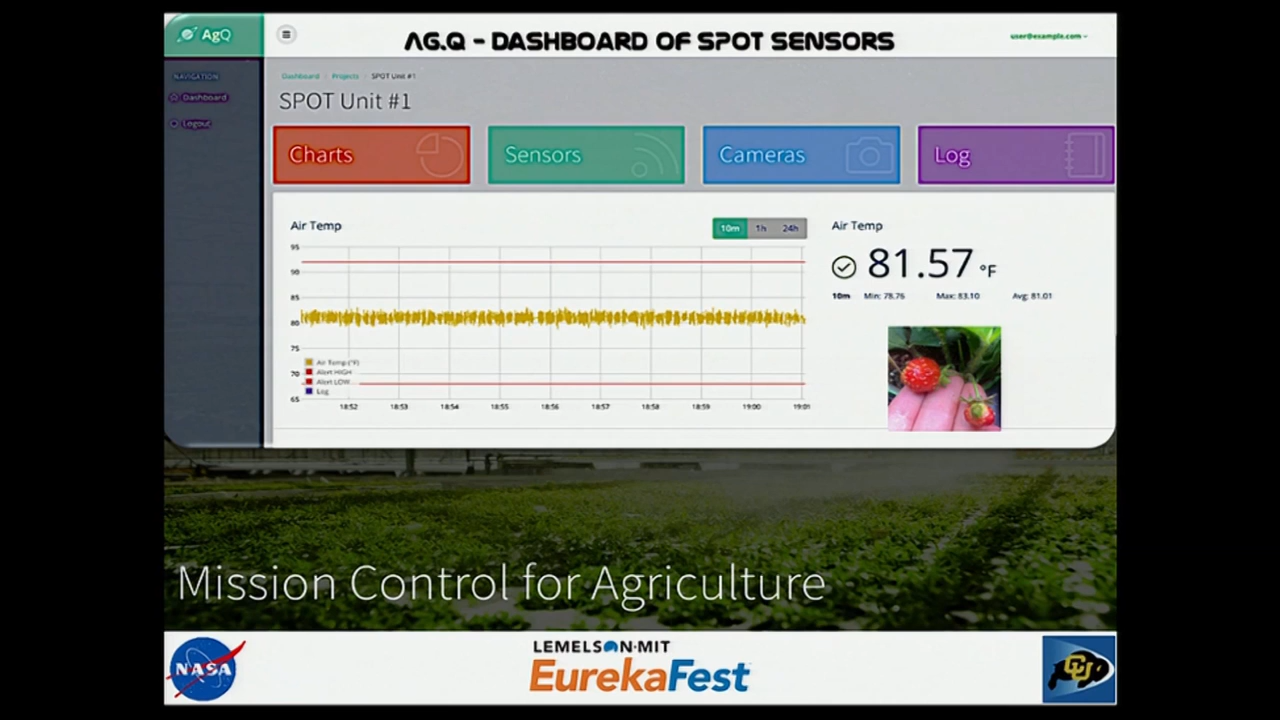 AgQ
AG.Q - DASHBOARD OF SPOT SENSORS
user@example.com
NAVIGATION
Dashboard
Logout
Dashboard Projects SPOT Unit #1
SPOT Unit #1
Charts
Sensors
Cameras
Log
Air Temp
10m 1h 24h
95
90
85
80
75
70
65
Air Temp (°F)
Alert HIGH
Alert LOW
Log
18:52 18:53 18:54 18:55 18:56 18:57 18:58 18:59 19:00 19:01
Air Temp
81.57 °F
10m Min: 78.76 Max: 83.10 Avg: 81.01
Mission Control for Agriculture
NASA
LEMELSON-MIT
EurekaFest
CU